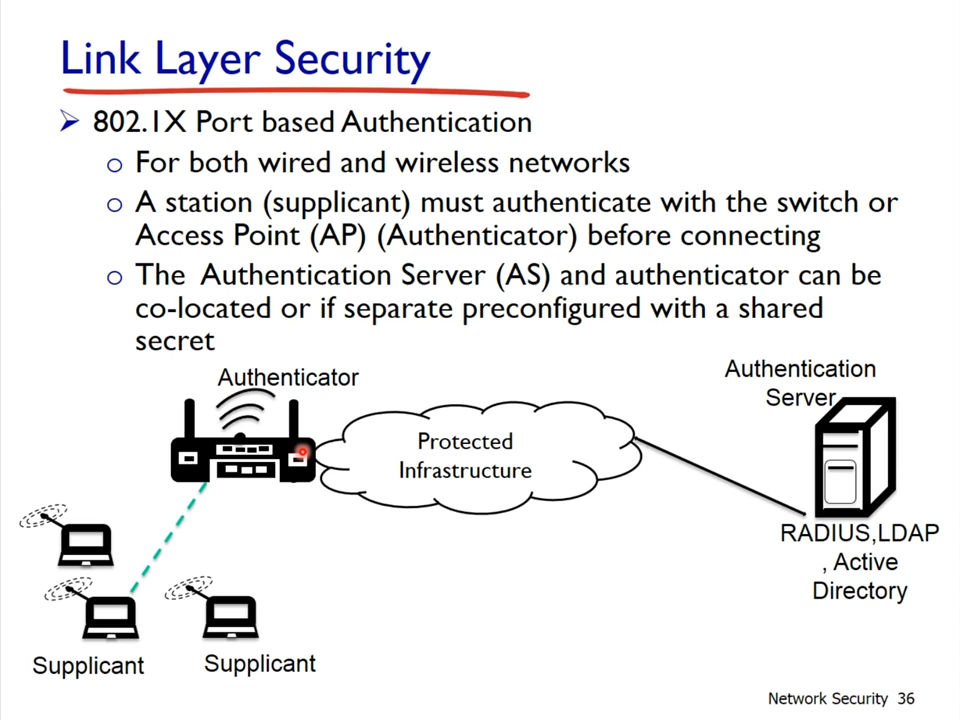 Link Layer Security
802.1X Port based Authentication
For both wired and wireless networks
A station (supplicant) must authenticate with the switch or
Access Point (AP) (Authenticator) before connecting
The Authentication Server (AS) and authenticator can be
co-located or if separate preconfigured with a shared
secret
Authenticator
Authentication
Server
Protected
Infrastructure
RADIUS,LDAP
, Active
Directory
Supplicant
Supplicant
Network Security 36